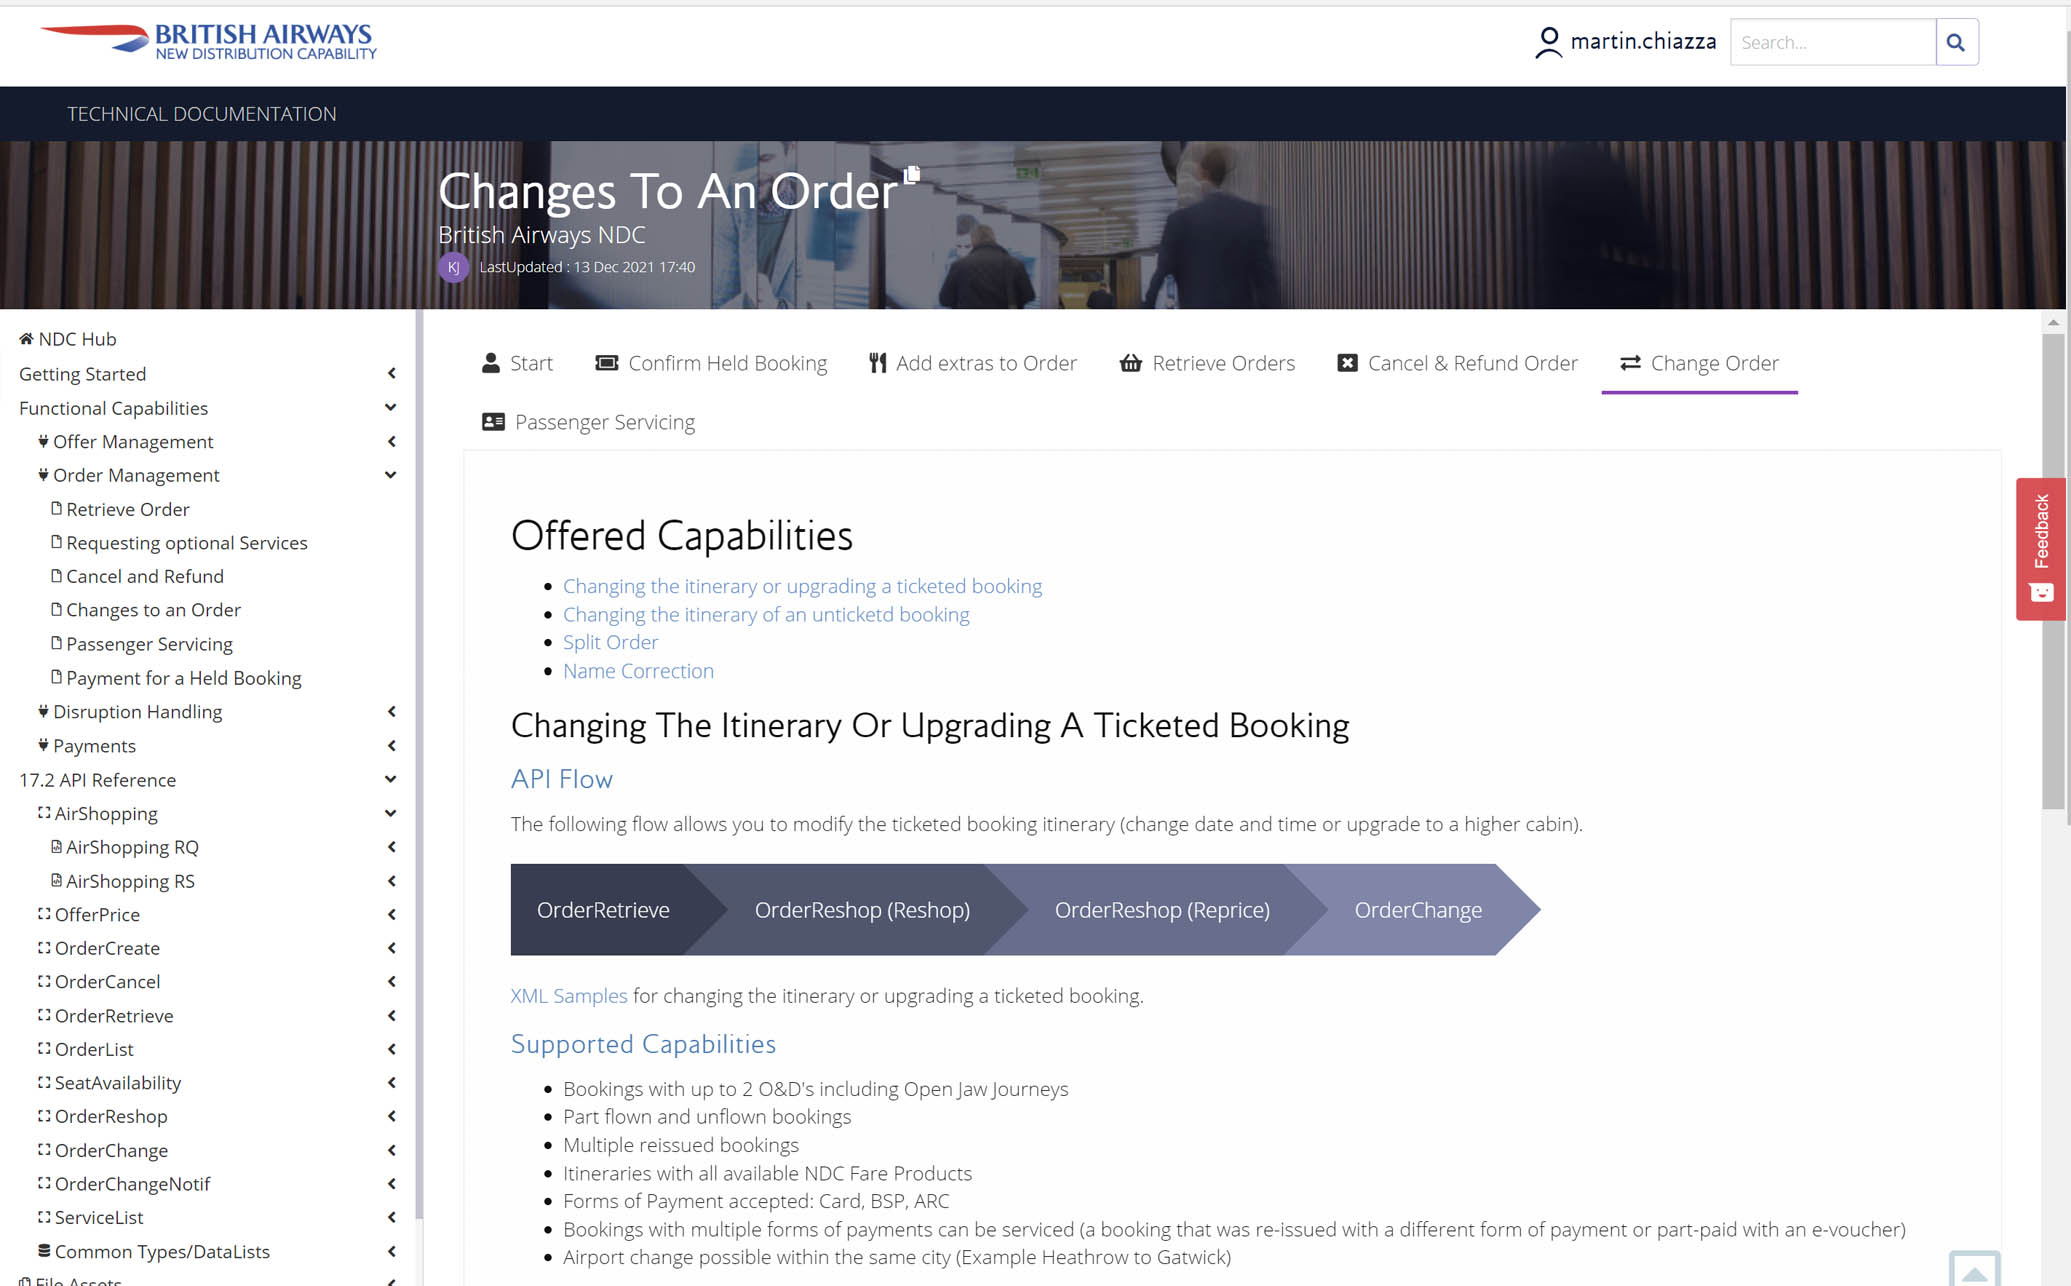 BRITISH AIRWAYS
NEW DISTRIBUTION CAPABILITY
martin.chiazza
Search...
TECHNICAL DOCUMENTATION
Changes To An Order
British Airways NDC
KJ LastUpdated : 13 Dec 2021 17:40
NDC Hub
Getting Started
Functional Capabilities
Offer Management
Order Management
Retrieve Order
Requesting optional Services
Cancel and Refund
Changes to an Order
Passenger Servicing
Payment for a Held Booking
Disruption Handling
Payments
17.2 API Reference
AirShopping
AirShopping RQ
AirShopping RS
OfferPrice
OrderCreate
OrderCancel
OrderRetrieve
OrderList
SeatAvailability
OrderReshop
OrderChange
OrderChangeNotif
ServiceList
Common Types/DataLists
File Assets
Start Confirm Held Booking Add extras to Order Retrieve Orders Cancel & Refund Order Change Order
Passenger Servicing
Offered Capabilities
Changing the itinerary or upgrading a ticketed booking
Changing the itinerary of an unticketd booking
Split Order
Name Correction
Changing The Itinerary Or Upgrading A Ticketed Booking
API Flow
The following flow allows you to modify the ticketed booking itinerary (change date and time or upgrade to a higher cabin).
OrderRetrieve OrderReshop (Reshop) OrderReshop (Reprice) OrderChange
XML Samples for changing the itinerary or upgrading a ticketed booking.
Supported Capabilities
Bookings with up to 2 O&D's including Open Jaw Journeys
Part flown and unflown bookings
Multiple reissued bookings
Itineraries with all available NDC Fare Products
Forms of Payment accepted: Card, BSP, ARC
Bookings with multiple forms of payments can be serviced (a booking that was re-issued with a different form of payment or part-paid with an e-voucher)
Airport change possible within the same city (Example Heathrow to Gatwick)
Feedback